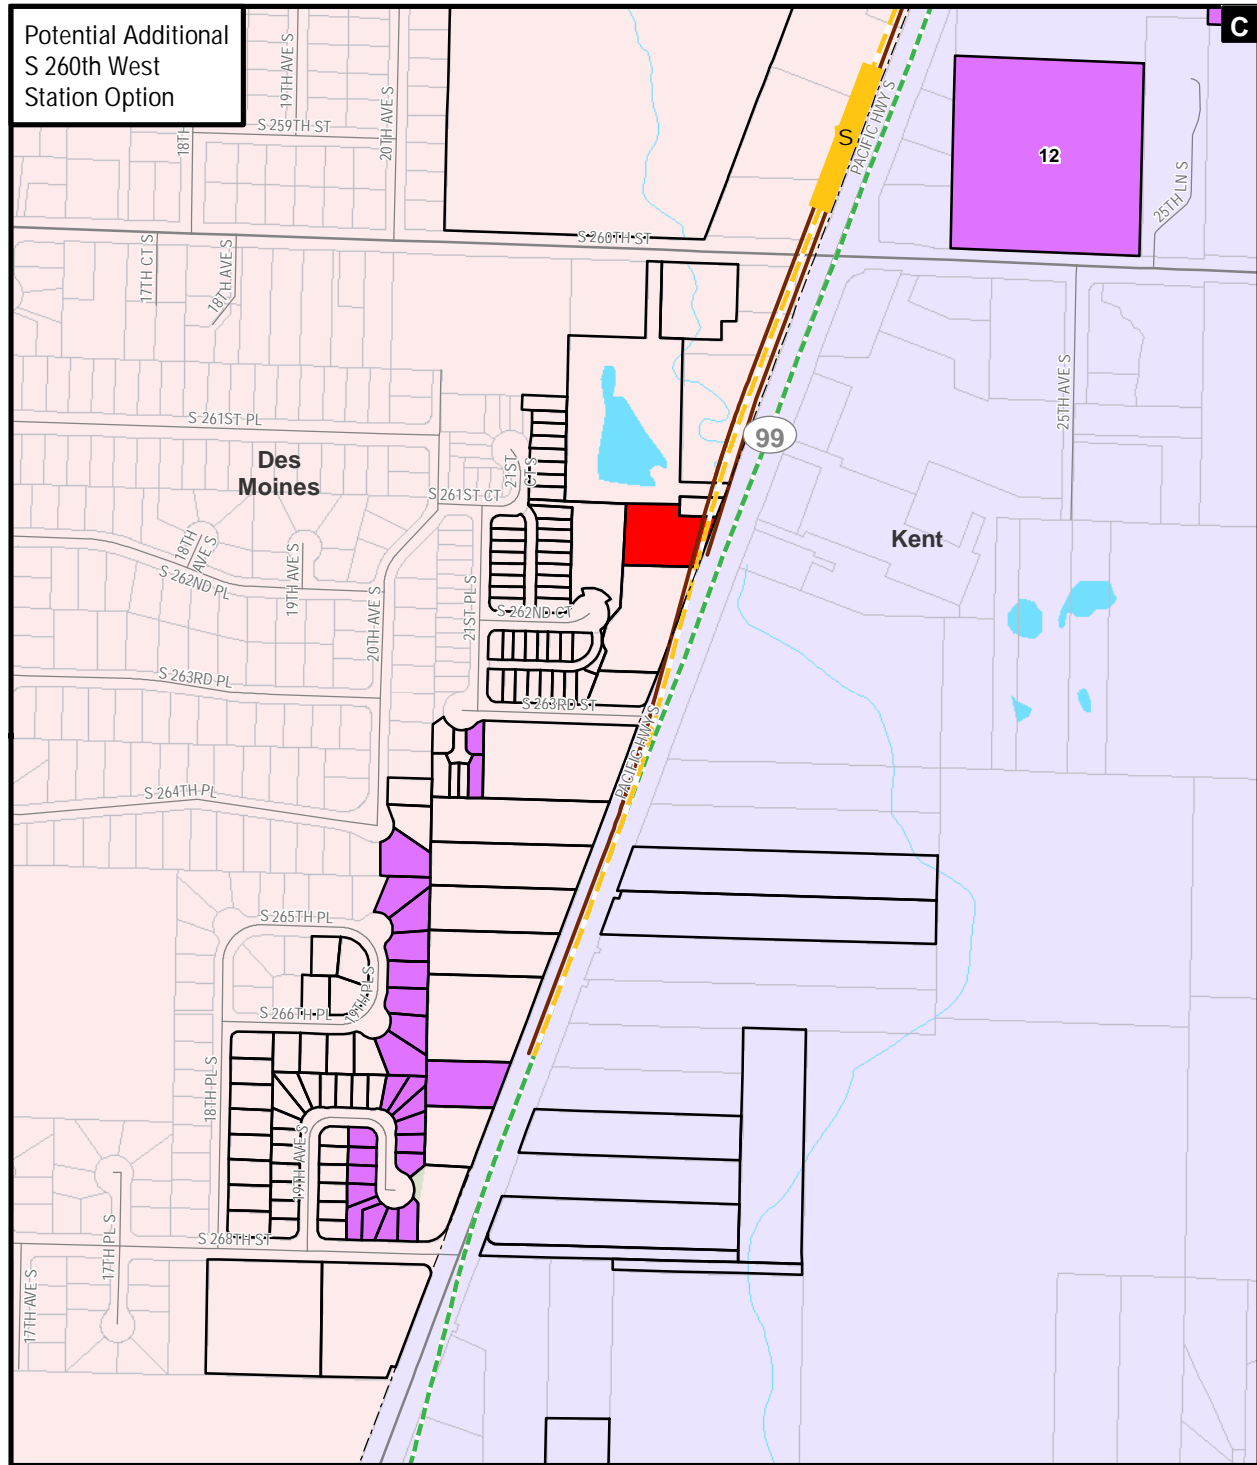 Potential Additional
S 260th West
Station Option
C
19TH AVE S
20TH AVE S
S 259TH ST
18TH
S
PACIFIC HWY S
12
25TH LN S
S 260TH ST
17TH CT S
18TH AVE S
25TH AVE S
S 261ST PL
99
Des
Moines
21ST
CT S
S 261ST CT
Kent
18TH
AVE S
19TH AVE S
S 262ND PL
20TH AVE S
21ST PL S
S 262ND CT
S 263RD PL
S 263RD ST
PACIFIC HWY S
S 264TH PL
S 265TH PL
19TH PL S
S 266TH PL
18TH PL S
19TH AVE S
17TH PL S
S 268TH ST
17TH AVE S